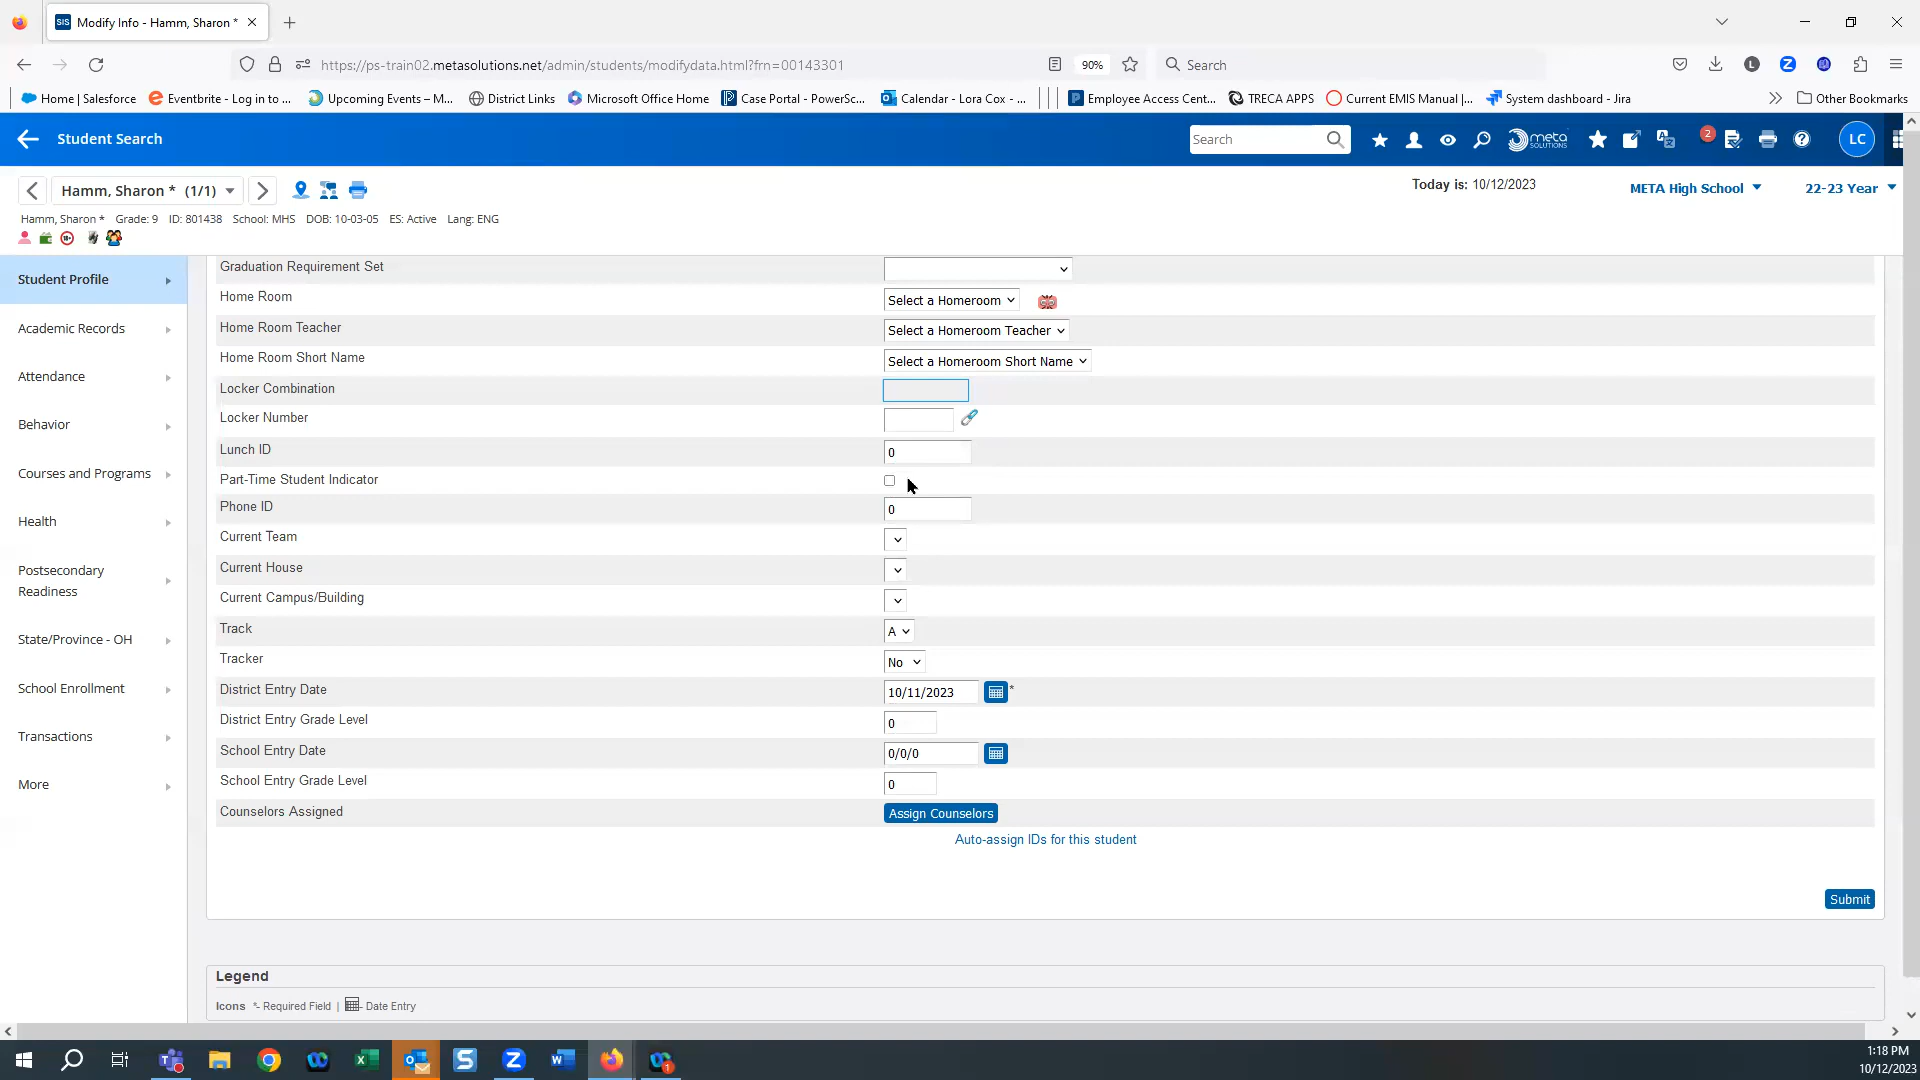 SIS Modify Info - Hamm, Sharon *
https://ps-train02.metasolutions.net/admin/students/modifydata.html?frn=00143301 90% Search
Home | Salesforce Eventbrite - Log in to ... Upcoming Events – M... District Links Microsoft Office Home Case Portal - PowerSc... Calendar - Lora Cox - ... Employee Access Cent... TRECA APPS Current EMIS Manual |... System dashboard - Jira Other Bookmarks
Student Search Search meta SOLUTIONS 2 LC
Hamm, Sharon * (1/1) Today is: 10/12/2023 META High School 22-23 Year
Hamm, Sharon * Grade: 9 ID: 801438 School: MHS DOB: 10-03-05 ES: Active Lang: ENG
Student Profile
Academic Records
Attendance
Behavior
Courses and Programs
Health
Postsecondary
Readiness
State/Province - OH
School Enrollment
Transactions
More
Graduation Requirement Set
Home Room Select a Homeroom
Home Room Teacher Select a Homeroom Teacher
Home Room Short Name Select a Homeroom Short Name
Locker Combination
Locker Number
Lunch ID 0
Part-Time Student Indicator
Phone ID 0
Current Team
Current House
Current Campus/Building
Track A
Tracker No
District Entry Date 10/11/2023 *
District Entry Grade Level 0
School Entry Date 0/0/0
School Entry Grade Level 0
Counselors Assigned Assign Counselors
Auto-assign IDs for this student
Submit
Legend
Icons *- Required Field | - Date Entry
1:18 PM
10/12/2023